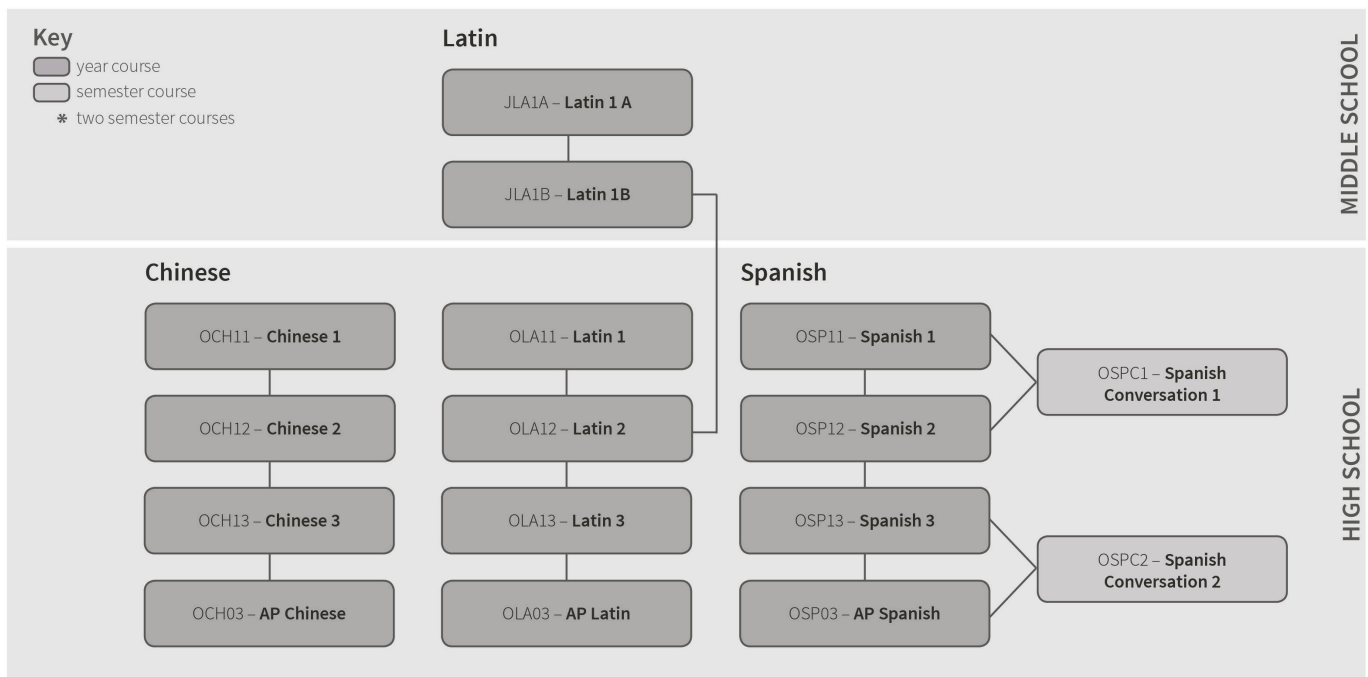 Key
year course
semester course
* two semester courses
Latin
JLA1A – Latin 1 A
JLA1B – Latin 1B
MIDDLE SCHOOL
Chinese
OCH11 – Chinese 1
OCH12 – Chinese 2
OCH13 – Chinese 3
OCH03 – AP Chinese
OLA11 – Latin 1
OLA12 – Latin 2
OLA13 – Latin 3
OLA03 – AP Latin
Spanish
OSP11 – Spanish 1
OSP12 – Spanish 2
OSP13 – Spanish 3
OSP03 – AP Spanish
OSPC1 – Spanish
Conversation 1
OSPC2 – Spanish
Conversation 2
HIGH SCHOOL